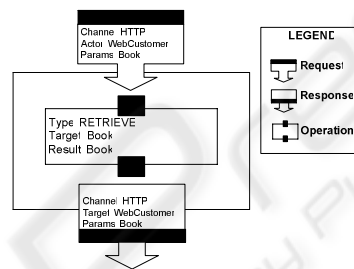 Channel HTTP
Actor WebCustomer
Params Book
Type RETRIEVE
Target Book
Result Book
Channel HTTP
Target WebCustomer
Params Book
LEGEND
Request
Response
Operation